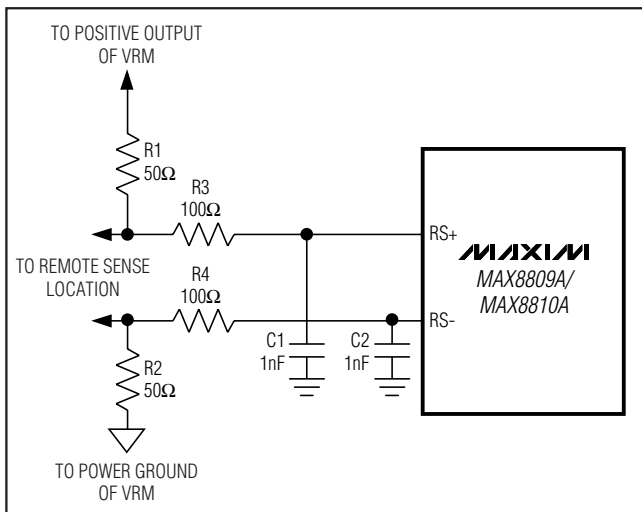 TO POSITIVE OUTPUT
OF VRM
R1
50Ω
R3
100Ω
RS+
MAXIM
MAX8809A/
MAX8810A
TO REMOTE SENSE
LOCATION
R4
100Ω
RS-
C1
1nF
C2
1nF
R2
50Ω
TO POWER GROUND
OF VRM